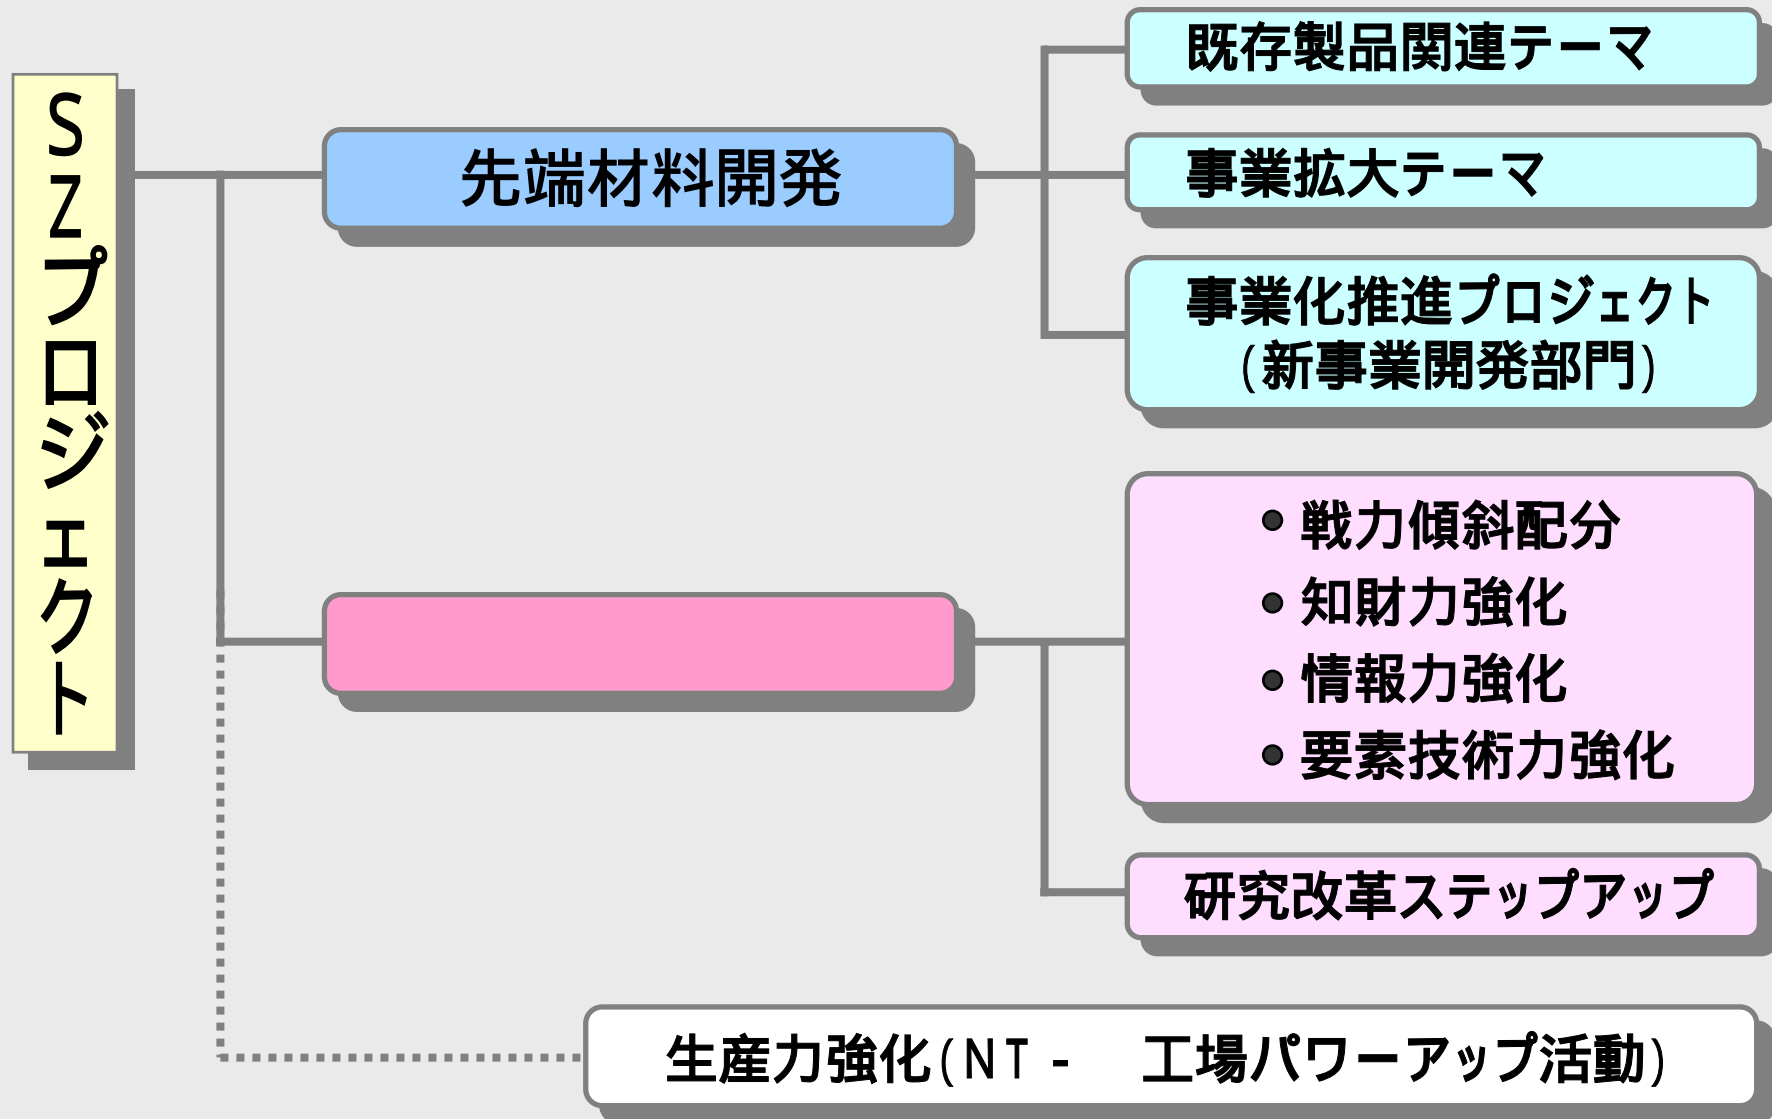 SZプロジェクト
先端材料開発
既存製品関連テーマ
事業拡大テーマ
事業化推進プロジェクト
(新事業開発部門)
• 戦力傾斜配分
• 知財力強化
• 情報力強化
• 要素技術力強化
研究改革ステップアップ
生産力強化(NT- 工場パワーアップ活動)